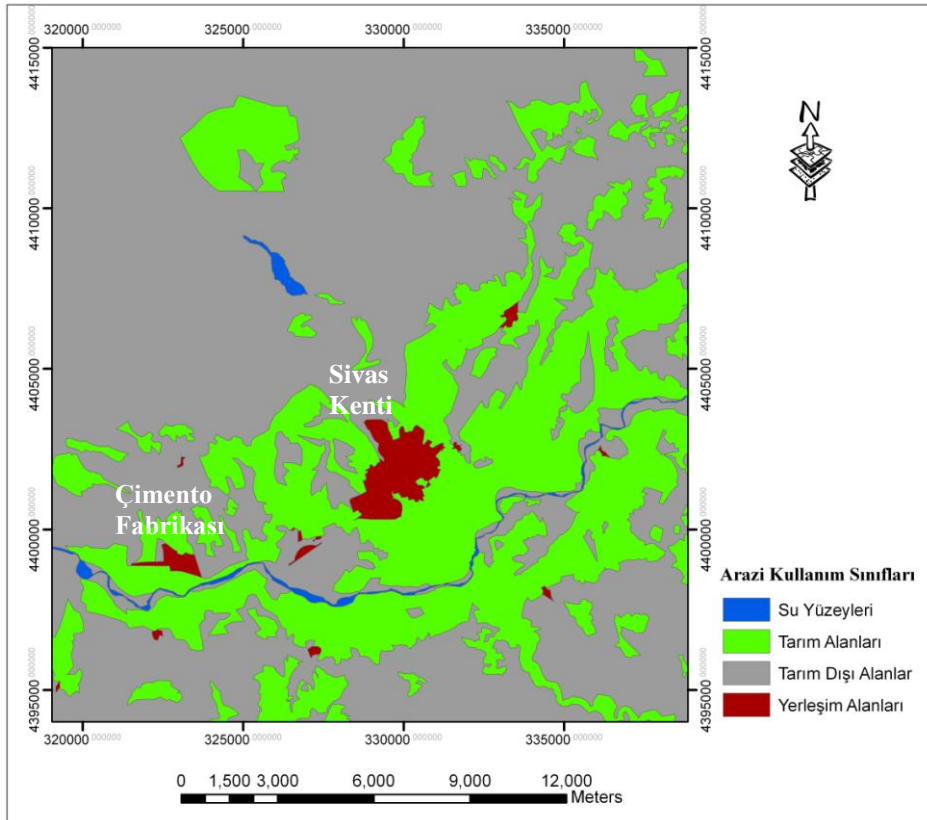 320000.000000 325000.000000 330000.000000 335000.000000
4415000.000000 4415000.000000
N
4410000.000000 4410000.000000
4405000.000000 4405000.000000
Sivas
Kenti
Çimento
Fabrikası
4400000.000000 4400000.000000
Arazi Kullanım Sınıfları
Su Yüzeyleri
Tarım Alanları
Tarım Dışı Alanlar
Yerleşim Alanları
4395000.000000 4395000.000000
320000.000000 325000.000000 330000.000000 335000.000000
0 1,500 3,000 6,000 9,000 12,000
Meters